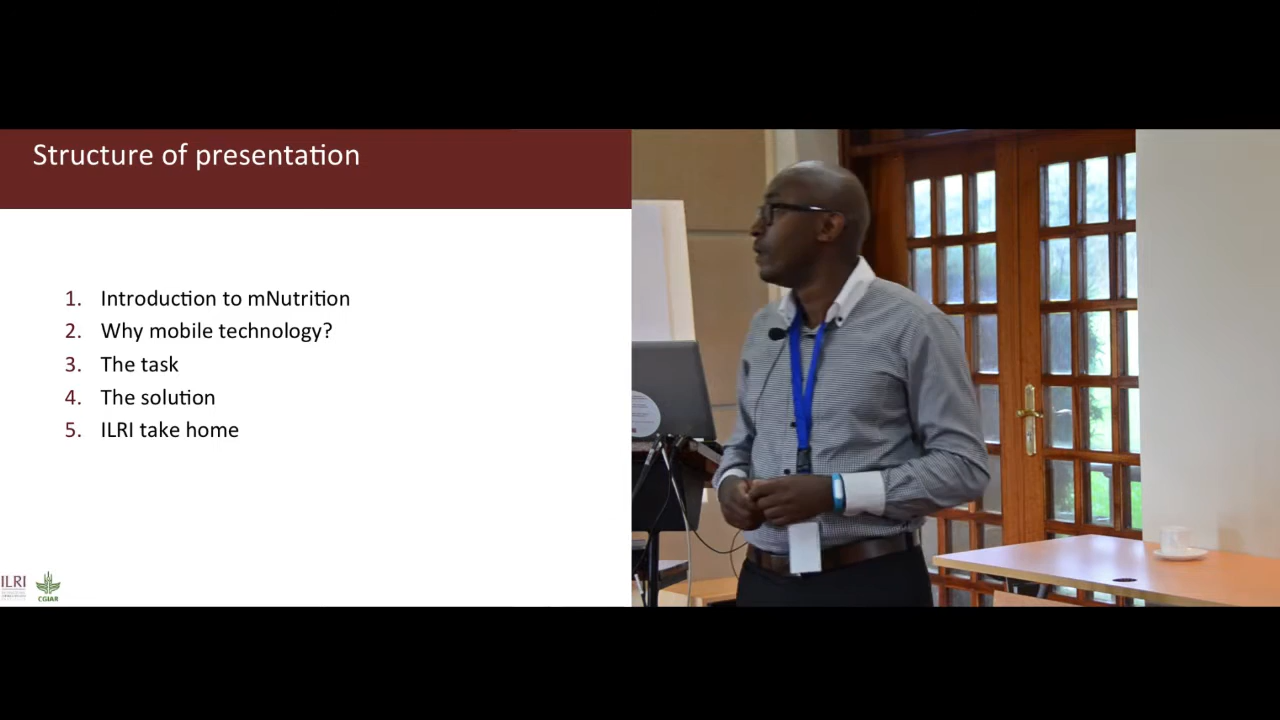 Structure of presentation
1. Introduction to mNutrition
2. Why mobile technology?
3. The task
4. The solution
5. ILRI take home
ILRI
CGIAR